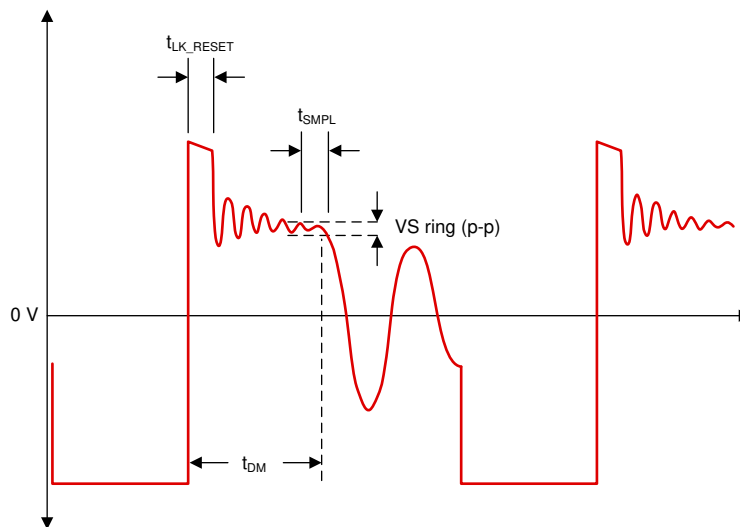 tLK_RESET
tSMPL
VS ring (p-p)
0 V
tDM